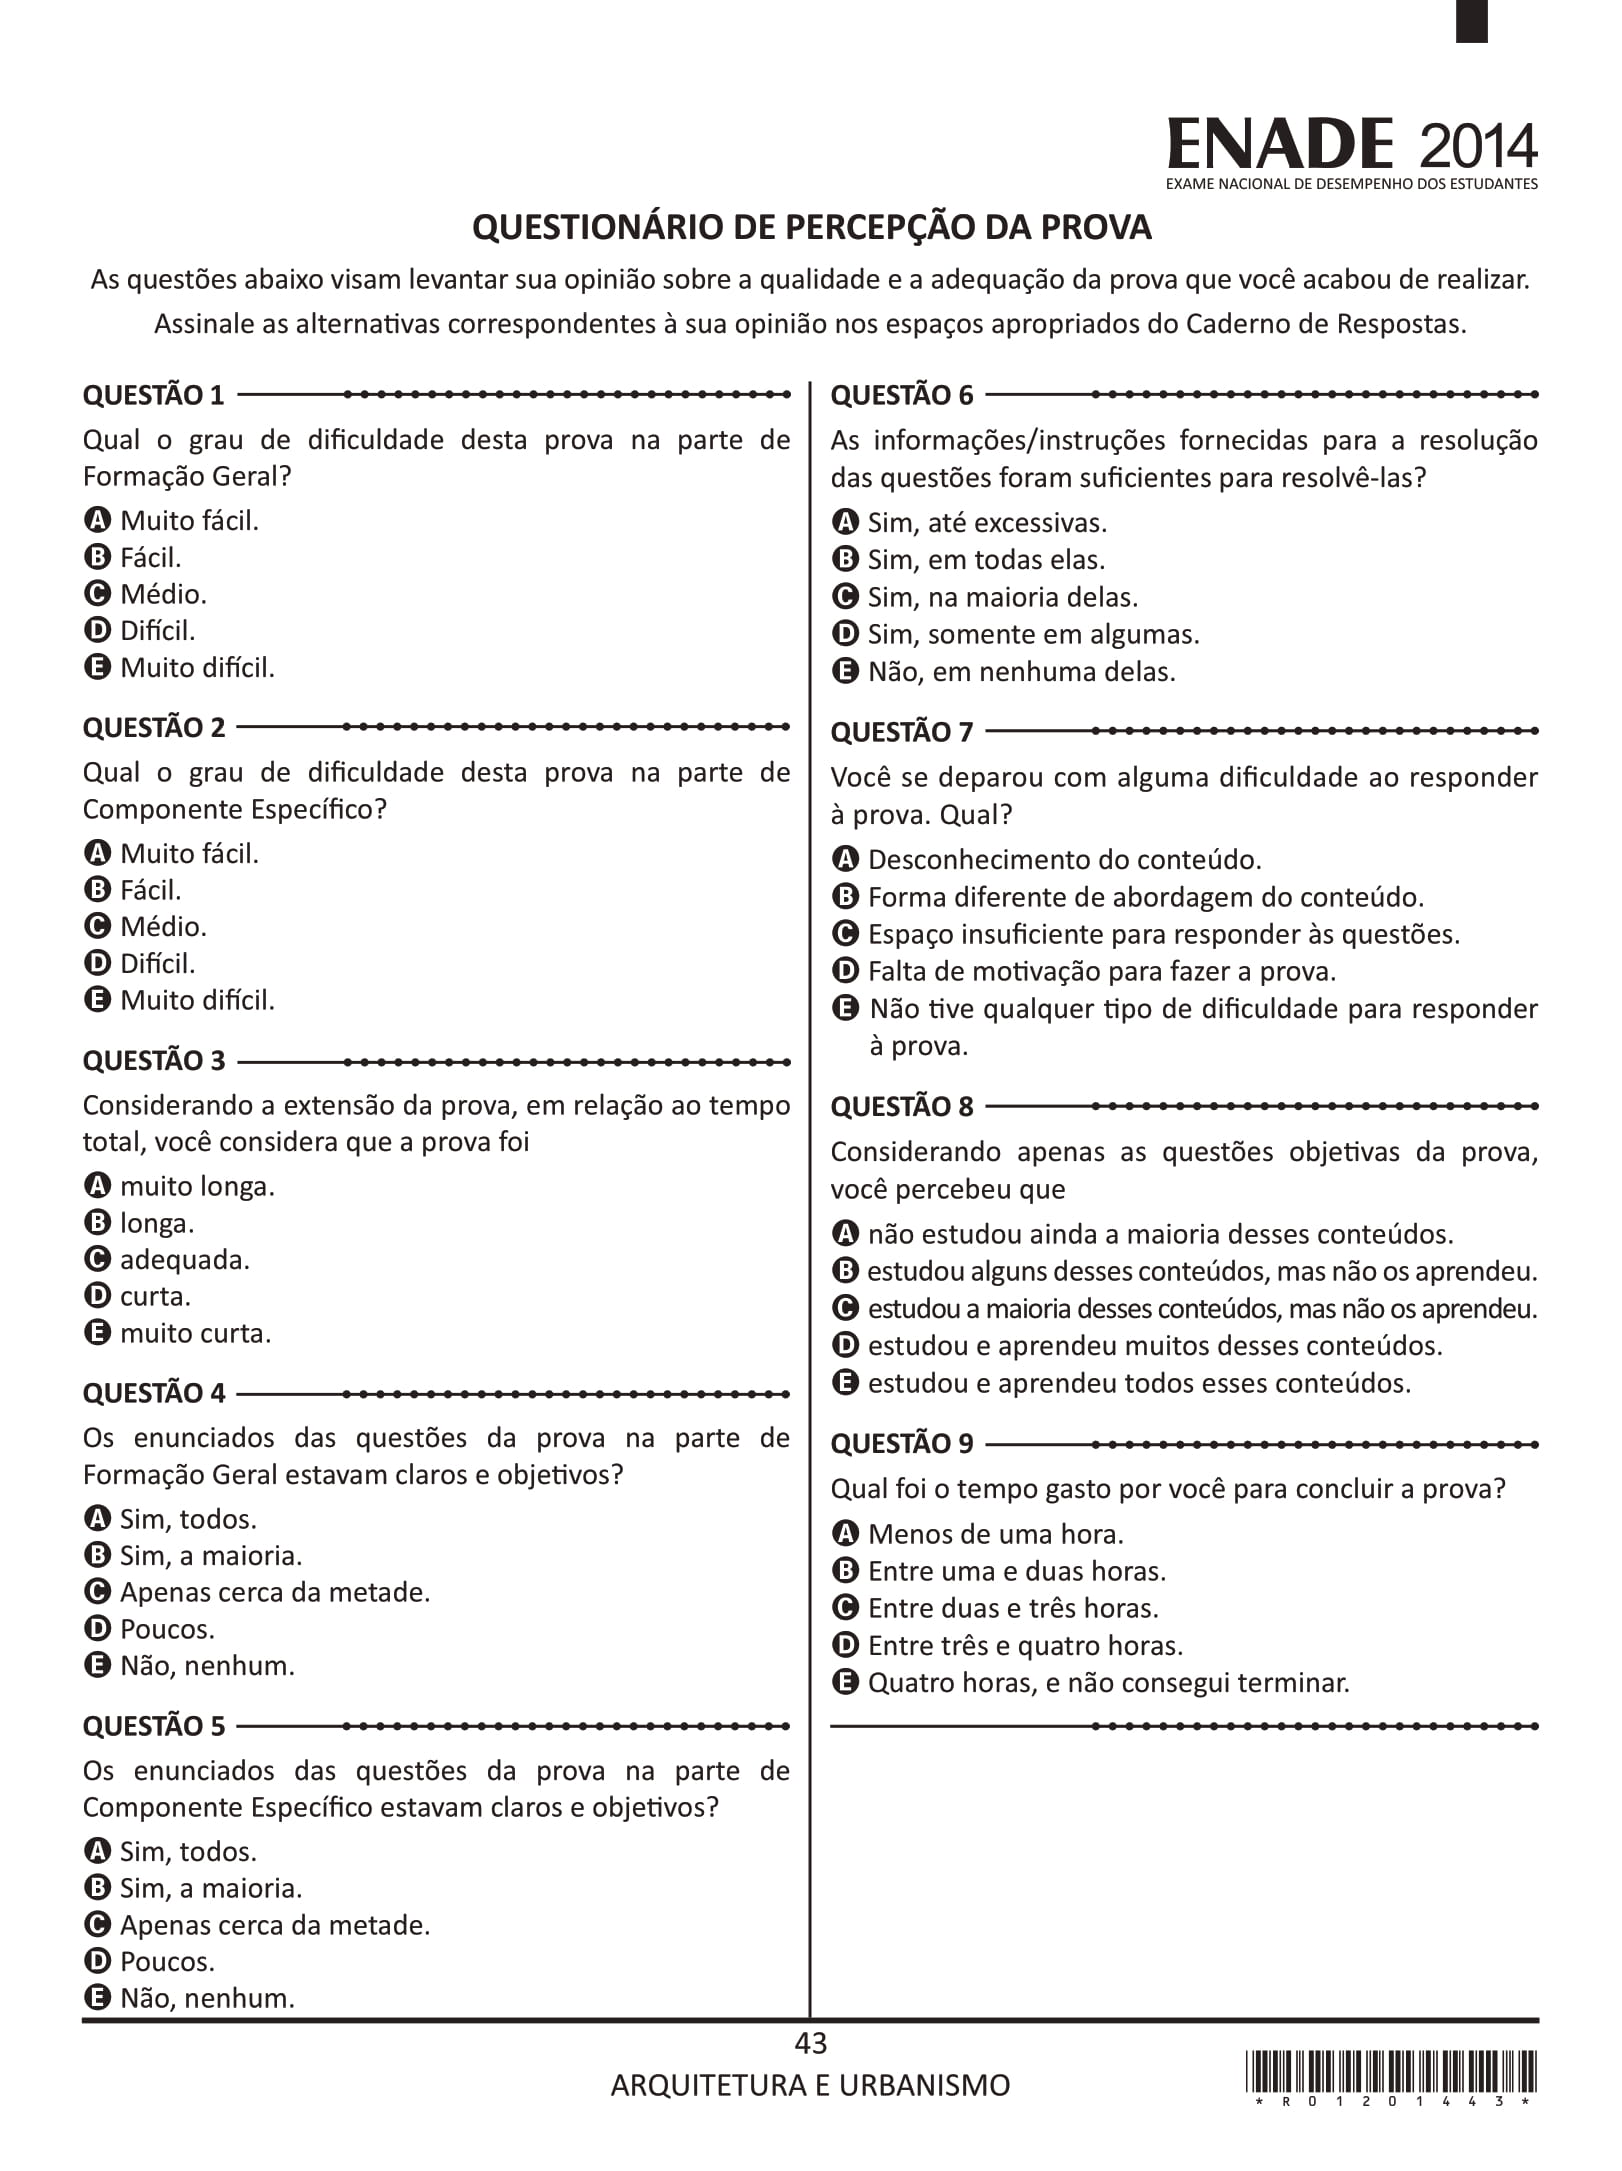 ENADE 2014
EXAME NACIONAL DE DESEMPENHO DOS ESTUDANTES
QUESTIONÁRIO DE PERCEPÇÃO DA PROVA
As questões abaixo visam levantar sua opinião sobre a qualidade e a adequação da prova que você acabou de realizar.
Assinale as alternativas correspondentes à sua opinião nos espaços apropriados do Caderno de Respostas.
QUESTÃO 1
Qual o grau de dificuldade desta prova na parte de
Formação Geral?
A Muito fácil.
B Fácil.
C Médio.
D Difícil.
E Muito difícil.
QUESTÃO 2
Qual o grau de dificuldade desta prova na parte de
Componente Específico?
A Muito fácil.
B Fácil.
C Médio.
D Difícil.
E Muito difícil.
QUESTÃO 3
Considerando a extensão da prova, em relação ao tempo
total, você considera que a prova foi
A muito longa.
B longa.
C adequada.
D curta.
E muito curta.
QUESTÃO 4
Os enunciados das questões da prova na parte de
Formação Geral estavam claros e objetivos?
A Sim, todos.
B Sim, a maioria.
C Apenas cerca da metade.
D Poucos.
E Não, nenhum.
QUESTÃO 5
Os enunciados das questões da prova na parte de
Componente Específico estavam claros e objetivos?
A Sim, todos.
B Sim, a maioria.
C Apenas cerca da metade.
D Poucos.
E Não, nenhum.
QUESTÃO 6
As informações/instruções fornecidas para a resolução
das questões foram suficientes para resolvê-las?
A Sim, até excessivas.
B Sim, em todas elas.
C Sim, na maioria delas.
D Sim, somente em algumas.
E Não, em nenhuma delas.
QUESTÃO 7
Você se deparou com alguma dificuldade ao responder
à prova. Qual?
A Desconhecimento do conteúdo.
B Forma diferente de abordagem do conteúdo.
C Espaço insuficiente para responder às questões.
D Falta de motivação para fazer a prova.
E Não tive qualquer tipo de dificuldade para responder
à prova.
QUESTÃO 8
Considerando apenas as questões objetivas da prova,
você percebeu que
A não estudou ainda a maioria desses conteúdos.
B estudou alguns desses conteúdos, mas não os aprendeu.
C estudou a maioria desses conteúdos, mas não os aprendeu.
D estudou e aprendeu muitos desses conteúdos.
E estudou e aprendeu todos esses conteúdos.
QUESTÃO 9
Qual foi o tempo gasto por você para concluir a prova?
A Menos de uma hora.
B Entre uma e duas horas.
C Entre duas e três horas.
D Entre três e quatro horas.
E Quatro horas, e não consegui terminar.
43
ARQUITETURA E URBANISMO
* R 0 1 2 0 1 4 4 3 *